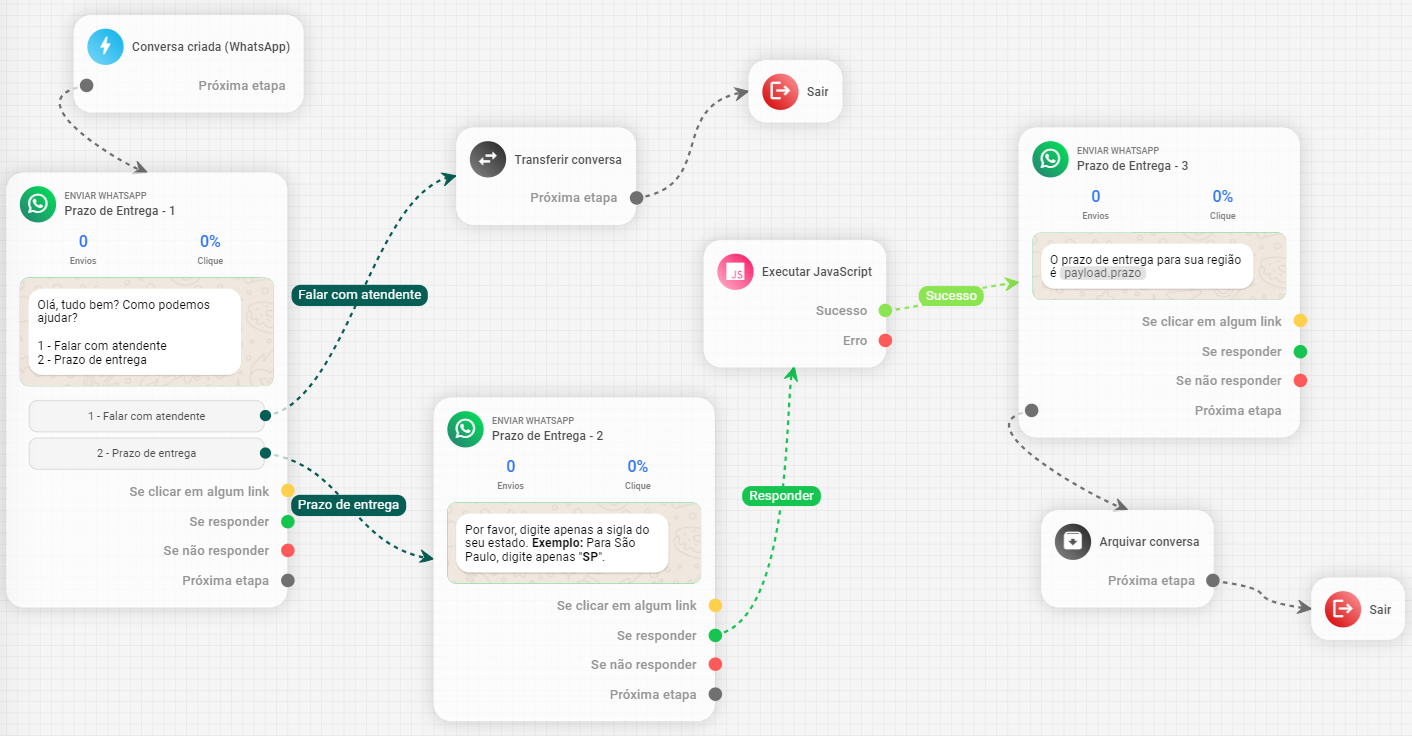 Conversa criada (WhatsApp)
Próxima etapa
ENVIAR WHATSAPP
Prazo de Entrega - 1
0
0%
Envios
Clique
Olá, tudo bem? Como podemos
ajudar?
1 - Falar com atendente
2 - Prazo de entrega
1 - Falar com atendente
2 - Prazo de entrega
Se clicar em algum link
Se responder
Se não responder
Próxima etapa
Falar com atendente
Prazo de entrega
Transferir conversa
Próxima etapa
Sair
ENVIAR WHATSAPP
Prazo de Entrega - 2
0
0%
Envios
Clique
Por favor, digite apenas a sigla do
seu estado. Exemplo: Para São
Paulo, digite apenas "SP".
Se clicar em algum link
Se responder
Se não responder
Próxima etapa
Responder
JS
Executar JavaScript
Sucesso
Erro
Sucesso
ENVIAR WHATSAPP
Prazo de Entrega - 3
0
0%
Envios
Clique
O prazo de entrega para sua região
é payload.prazo
Se clicar em algum link
Se responder
Se não responder
Próxima etapa
Arquivar conversa
Próxima etapa
Sair